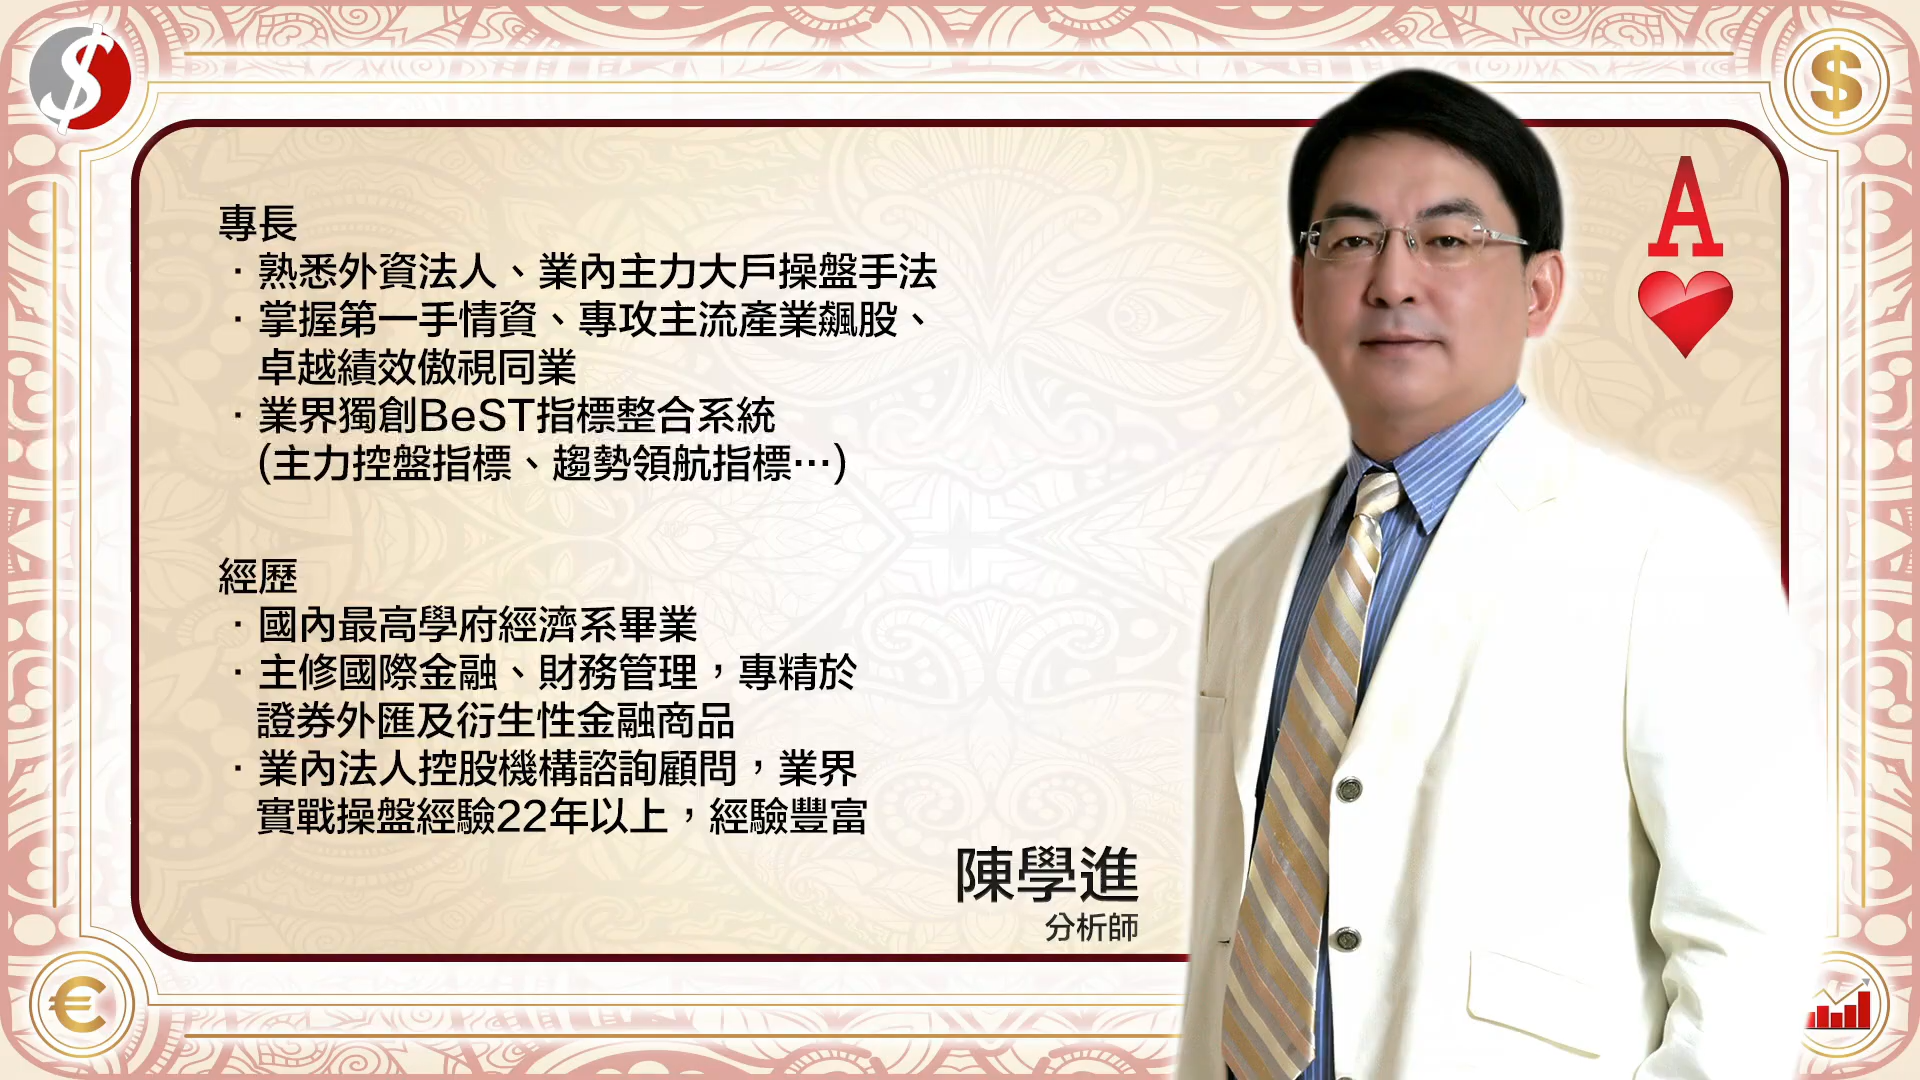 專長
·熟悉外資法人、業內主力大戶操盤手法
·掌握第一手情資、專攻主流產業飆股、
卓越績效傲視同業
·業界獨創BeST指標整合系統
(主力控盤指標、趨勢領航指標…)
經歷
·國內最高學府經濟系畢業
·主修國際金融、財務管理，專精於
證券外匯及衍生性金融商品
·業內法人控股機構諮詢顧問，業界
實戰操盤經驗22年以上，經驗豐富
陳學進
分析師
A
$
$
€